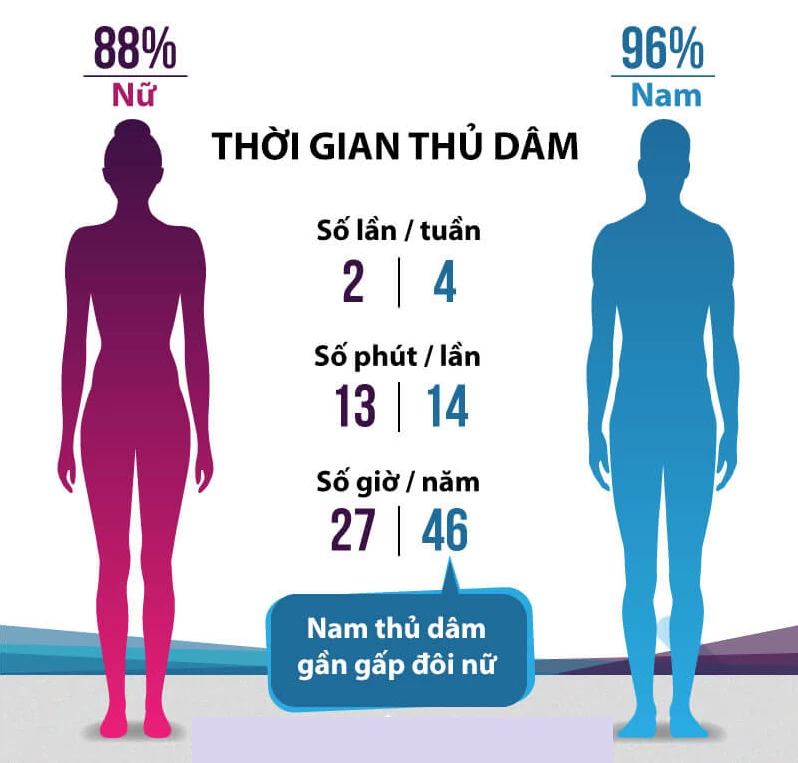 88%
Nữ
96%
Nam
THỜI GIAN THỦ DÂM
Số lần / tuần
2 | 4
Số phút / lần
13 | 14
Số giờ / năm
27 | 46
Nam thủ dâm
gần gấp đôi nữ